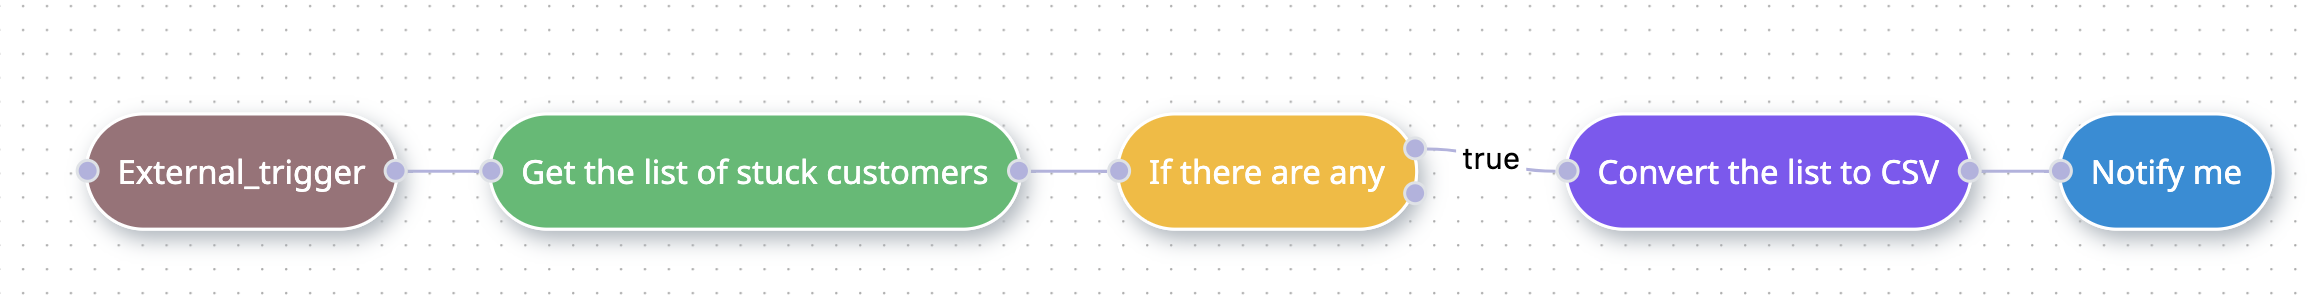 External_trigger
Get the list of stuck customers
If there are any
true
Convert the list to CSV
Notify me